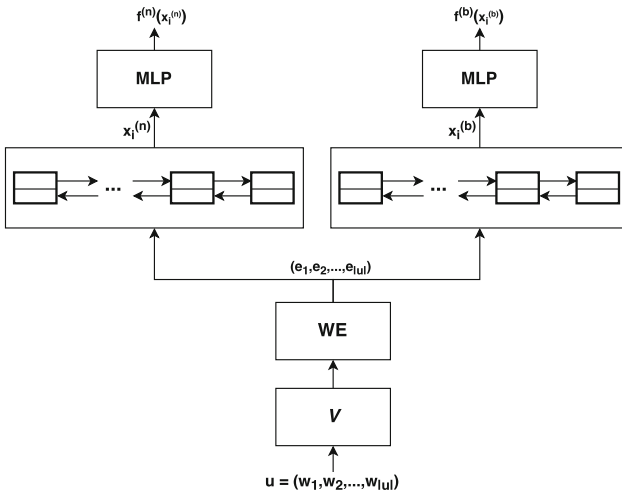 f(n)(xi(n)) f(b)(xi(b))
MLP MLP
xi(n) xi(b)
... ...
(e1,e2,...,e|u|)
WE
V
u = (w1,w2,...,w|u|)